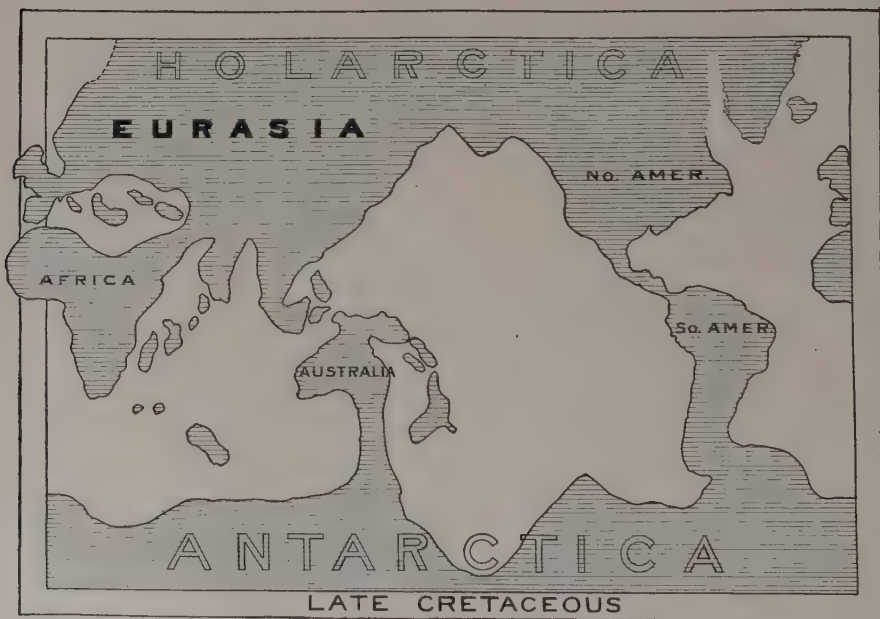 HOLARCTICA
EURASIA
No. AMER.
AFRICA
So. AMER.
AUSTRALIA
ANTARCTICA
LATE CRETACEOUS